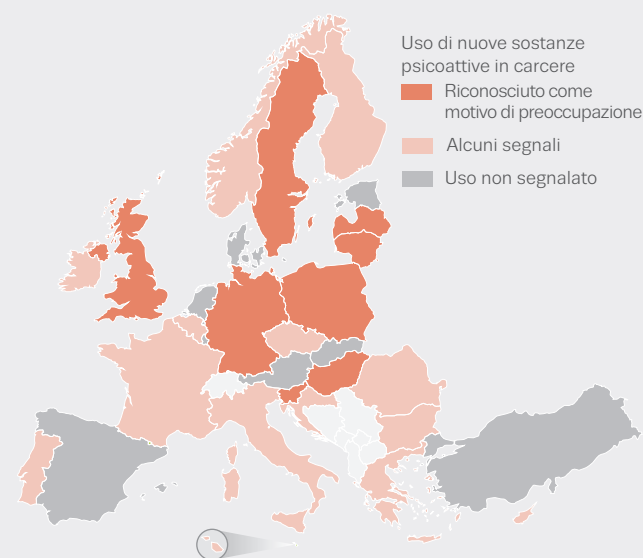 Uso di nuove sostanze
psicoattive in carcere
Riconosciuto come
motivo di preoccupazione
Alcuni segnali
Uso non segnalato